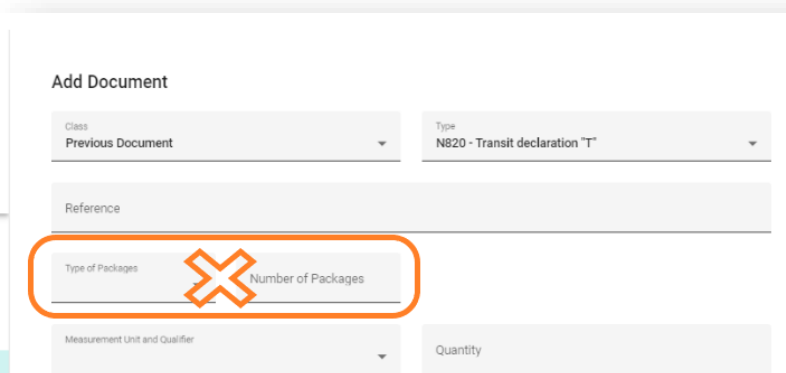 Add Document
Class
Type
Previous Document
N820 - Transit declaration "T"
Reference
Type of Packages
Number of Packages
Measurement Unit and Qualifier
Quantity